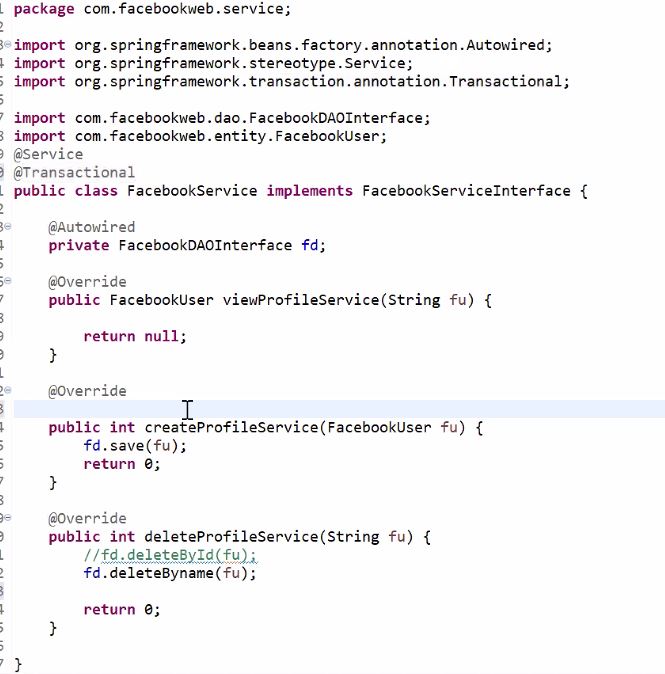 package com.facebookweb.service;
import org.springframework.beans.factory.annotation.Autowired;
import org.springframework.stereotype.Service;
import org.springframework.transaction.annotation.Transactional;
import com.facebookweb.dao.FacebookDAOInterface;
import com.facebookweb.entity.FacebookUser;
@Service
@Transactional
public class FacebookService implements FacebookServiceInterface {
@Autowired
private FacebookDAOInterface fd;
@Override
public FacebookUser viewProfileService(String fu) {
return null;
}
@Override
public int createProfileService(FacebookUser fu) {
fd.save(fu);
return 0;
}
@Override
public int deleteProfileService(String fu) {
//fd.deleteById(fu);
fd.deleteByname(fu);
return 0;
}
}